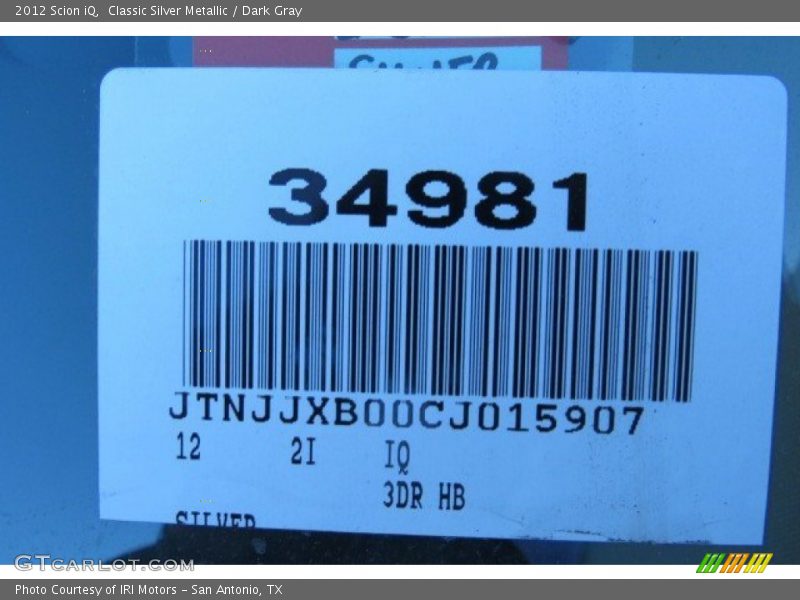 2012 Scion iQ,  Classic Silver Metallic / Dark Gray
34981
JTNJJXB00CJ015907
12 2I IQ
3DR HB
SILVER
GTCARLOT.COM
Photo Courtesy of IRI Motors - San Antonio, TX